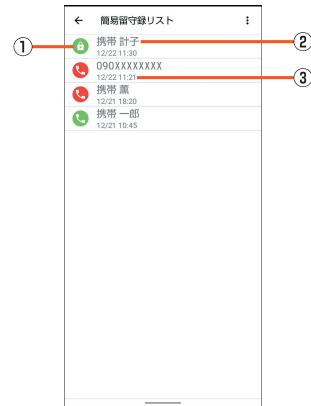 簡易留守録リスト
① 携帯 計子 ②
12/22 11:30
090XXXXXXXX
12/22 11:21 ③
携帯 薫
12/21 18:20
携帯 一郎
12/21 10:45